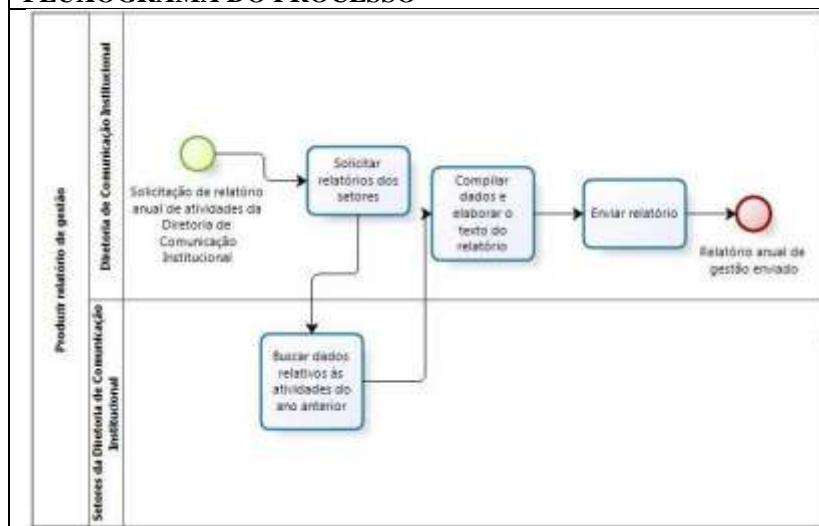 FLUXOGRAMA DO PROCESSO
Produzir relatório de gestão
Diretoria de Comunicação Institucional
Solicitação de relatório
anual de atividades da
Diretoria de
Comunicação
Institucional
Solicitar
relatórios dos
setores
Compilar
dados e
elaborar o
texto do
relatório
Enviar relatório
Relatório anual de
gestão enviado
Setores da Diretoria de Comunicação
Institucional
Buscar dados
relativos às
atividades do
ano anterior